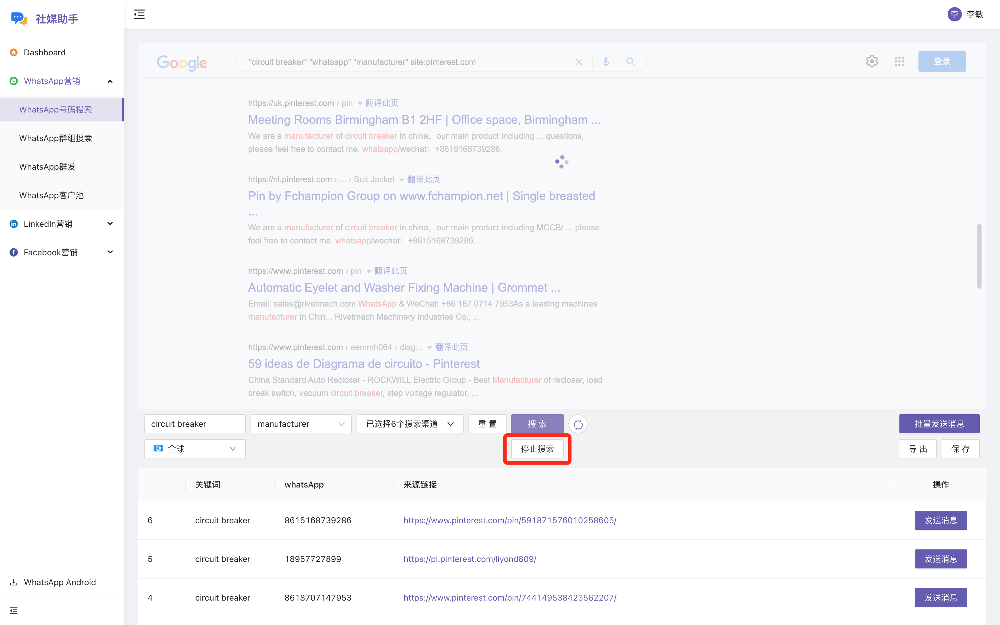 社媒助手
李 李敏
Dashboard
WhatsApp营销
WhatsApp号码搜索
WhatsApp群组搜索
WhatsApp群发
WhatsApp客户池
LinkedIn营销
Facebook营销
WhatsApp Android
Google
"circuit breaker" "whatsapp" "manufacturer" site:pinterest.com
登录
https://uk.pinterest.com › pin 翻译此页
Meeting Rooms Birmingham B1 2HF | Office space, Birmingham ...
We are a manufacturer of circuit breaker in china，our main product including ... questions,
please feel free to contact me. whatsapp/wechat：+8615168739286.
https://nl.pinterest.com › ... › Suit Jacket 翻译此页
Pin by Fchampion Group on www.fchampion.net | Single breasted
...
We are a manufacturer of circuit breaker in china，our main product including MCCB/ ... please
feel free to contact me. whatsapp/wechat：+8615168739286.
https://www.pinterest.com › pin 翻译此页
Automatic Eyelet and Washer Fixing Machine | Grommet ...
Email: sales@rivetmach.com WhatsApp & WeChat: +86 187 0714 7953As a leading machines
manufacturer in Chin... Rivetmach Machinery Industries Co., ...
https://www.pinterest.com › eemmh064 › diag... 翻译此页
59 ideas de Diagrama de circuito - Pinterest
China Standard Auto Recloser - ROCKWILL Electric Group - Best Manufacturer of recloser, load
break switch, vacuum circuit breaker, step voltage regulator, ...
circuit breaker manufacturer 已选择6个搜索渠道 重 置 搜 索 批量发送消息
全球 停止搜索 导 出 保 存
关键词 whatsApp 来源链接 操作
6 circuit breaker 8615168739286 https://www.pinterest.com/pin/591871576010258605/ 发送消息
5 circuit breaker 18957727899 https://pl.pinterest.com/liyond809/ 发送消息
4 circuit breaker 8618707147953 https://www.pinterest.com/pin/744149538423562207/ 发送消息